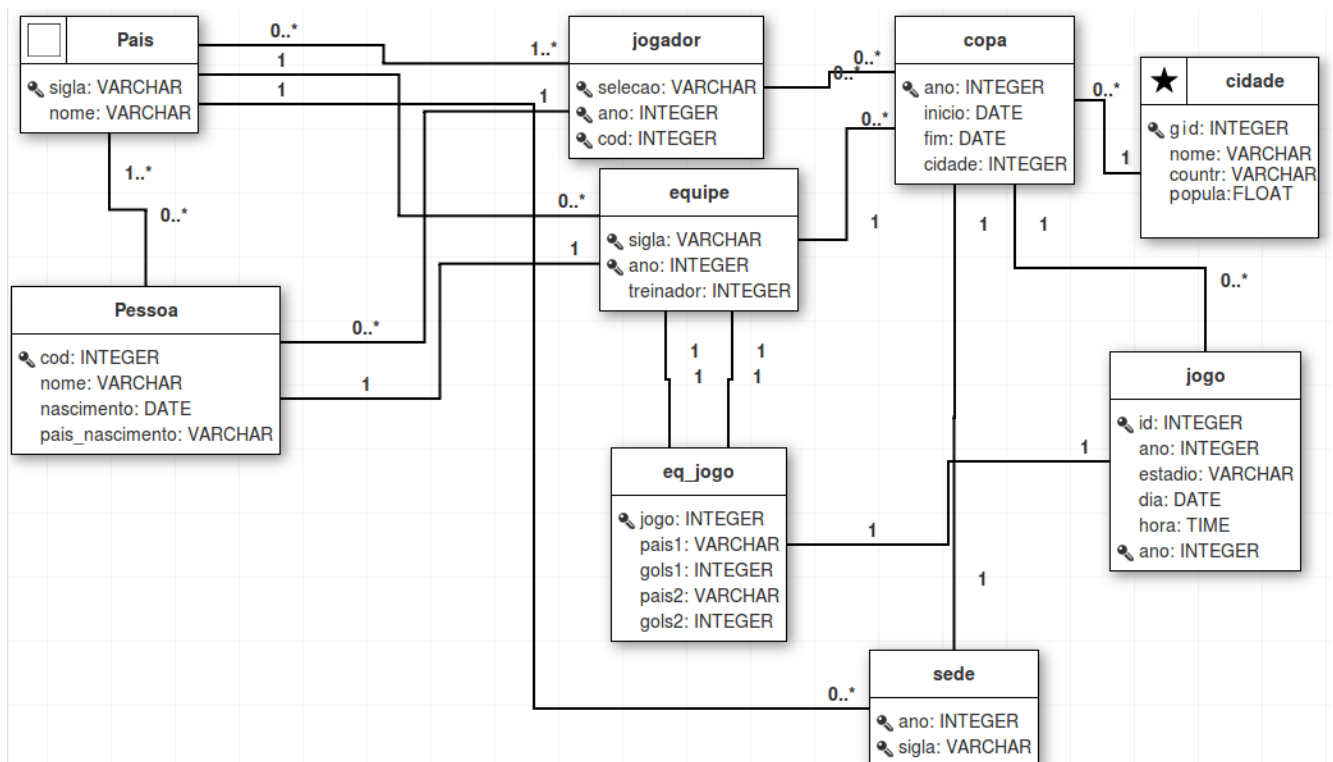 Pais
sigla: VARCHAR
nome: VARCHAR
0..*
1..*
1
0..*
1
0..*
1..*
0..*
jogador
selecao: VARCHAR
ano: INTEGER
cod: INTEGER
0..*
0..*
copa
ano: INTEGER
inicio: DATE
fim: DATE
cidade: INTEGER
0..*
1
cidade
gid: INTEGER
nome: VARCHAR
countr: VARCHAR
popula:FLOAT
equipe
sigla: VARCHAR
ano: INTEGER
treinador: INTEGER
0..*
1
Pessoa
cod: INTEGER
nome: VARCHAR
nascimento: DATE
pais_nascimento: VARCHAR
0..*
1
1
1
1
1
1
1
1
1
0..*
eq_jogo
jogo: INTEGER
pais1: VARCHAR
gols1: INTEGER
pais2: VARCHAR
gols2: INTEGER
1
1
jogo
id: INTEGER
ano: INTEGER
estadio: VARCHAR
dia: DATE
hora: TIME
ano: INTEGER
1
0..*
sede
ano: INTEGER
sigla: VARCHAR